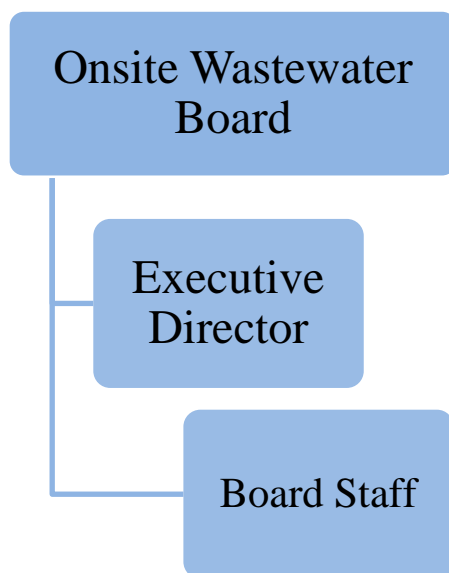 Onsite Wastewater
Board
Executive
Director
Board Staff